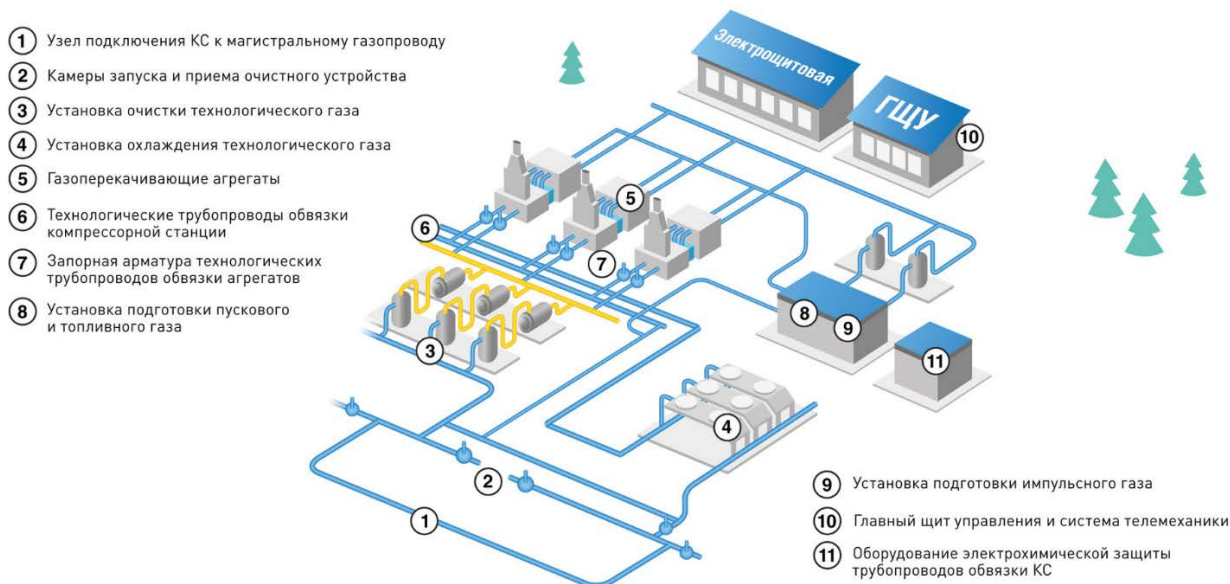 1 Узел подключения КС к магистральному газопроводу
2 Камеры запуска и приема очистного устройства
3 Установка очистки технологического газа
4 Установка охлаждения технологического газа
5 Газоперекачивающие агрегаты
6 Технологические трубопроводы обвязки
компрессорной станции
7 Запорная арматура технологических
трубопроводов обвязки агрегатов
8 Установка подготовки пускового
и топливного газа
Электрощитовая
ГЩУ
10
5
6
7
8
9
3
11
4
2
1
9 Установка подготовки импульсного газа
10 Главный щит управления и система телемеханики
11 Оборудование электрохимической защиты
трубопроводов обвязки КС